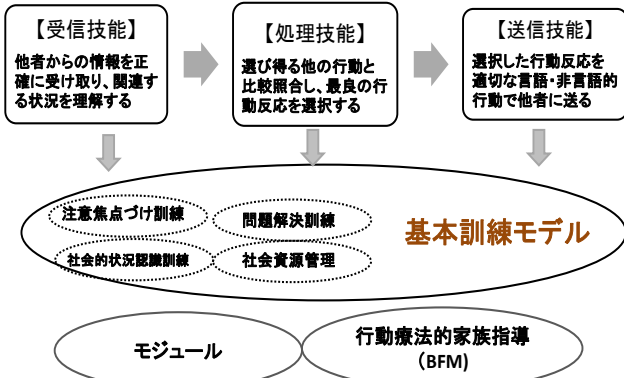 【受信技能】
他者からの情報を正
確に受け取り、関連す
る状況を理解する
【処理技能】
選び得る他の行動と
比較照合し、最良の行
動反応を選択する
【送信技能】
選択した行動反応を
適切な言語・非言語的
行動で他者に送る
注意焦点づけ訓練
問題解決訓練
基本訓練モデル
社会的状況認識訓練
社会資源管理
モジュール
行動療法的家族指導
（BFM)